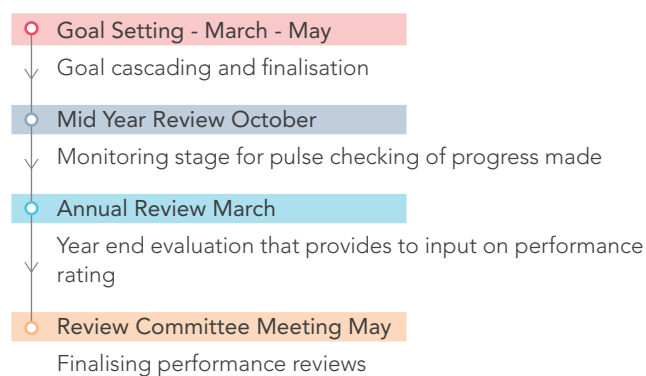 Goal Setting - March - May
Goal cascading and finalisation
Mid Year Review October
Monitoring stage for pulse checking of progress made
Annual Review March
Year end evaluation that provides to input on performance
rating
Review Committee Meeting May
Finalising performance reviews